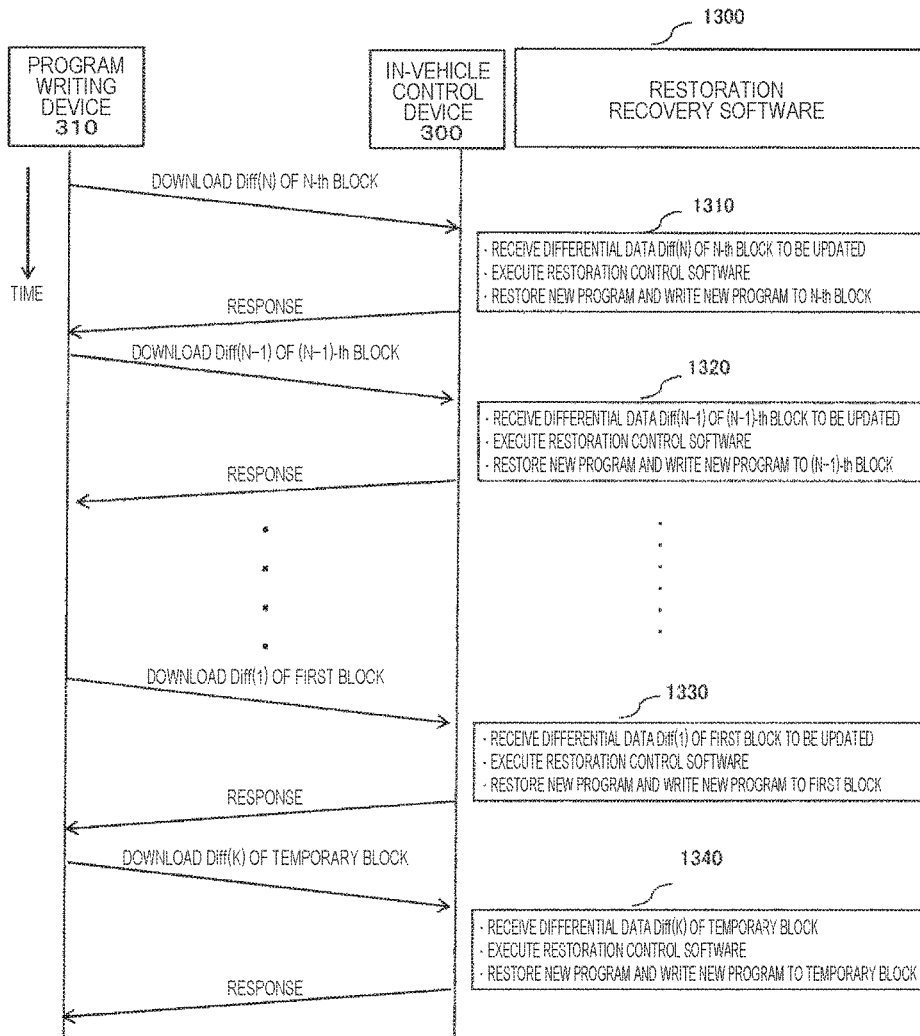 1300
PROGRAM
WRITING
DEVICE
310
IN-VEHICLE
CONTROL
DEVICE
300
RESTORATION
RECOVERY SOFTWARE
TIME
DOWNLOAD Diff(N) OF N-th BLOCK
1310
- RECEIVE DIFFERENTIAL DATA Diff(N) OF N-th BLOCK TO BE UPDATED
- EXECUTE RESTORATION CONTROL SOFTWARE
- RESTORE NEW PROGRAM AND WRITE NEW PROGRAM TO N-th BLOCK
RESPONSE
DOWNLOAD Diff(N-1) OF (N-1)-th BLOCK
1320
- RECEIVE DIFFERENTIAL DATA Diff(N-1) OF (N-1)-th BLOCK TO BE UPDATED
- EXECUTE RESTORATION CONTROL SOFTWARE
- RESTORE NEW PROGRAM AND WRITE NEW PROGRAM TO (N-1)-th BLOCK
RESPONSE
DOWNLOAD Diff(1) OF FIRST BLOCK
1330
- RECEIVE DIFFERENTIAL DATA Diff(1) OF FIRST BLOCK TO BE UPDATED
- EXECUTE RESTORATION CONTROL SOFTWARE
- RESTORE NEW PROGRAM AND WRITE NEW PROGRAM TO FIRST BLOCK
RESPONSE
DOWNLOAD Diff(K) OF TEMPORARY BLOCK
1340
- RECEIVE DIFFERENTIAL DATA Diff(K) OF TEMPORARY BLOCK
- EXECUTE RESTORATION CONTROL SOFTWARE
- RESTORE NEW PROGRAM AND WRITE NEW PROGRAM TO TEMPORARY BLOCK
RESPONSE